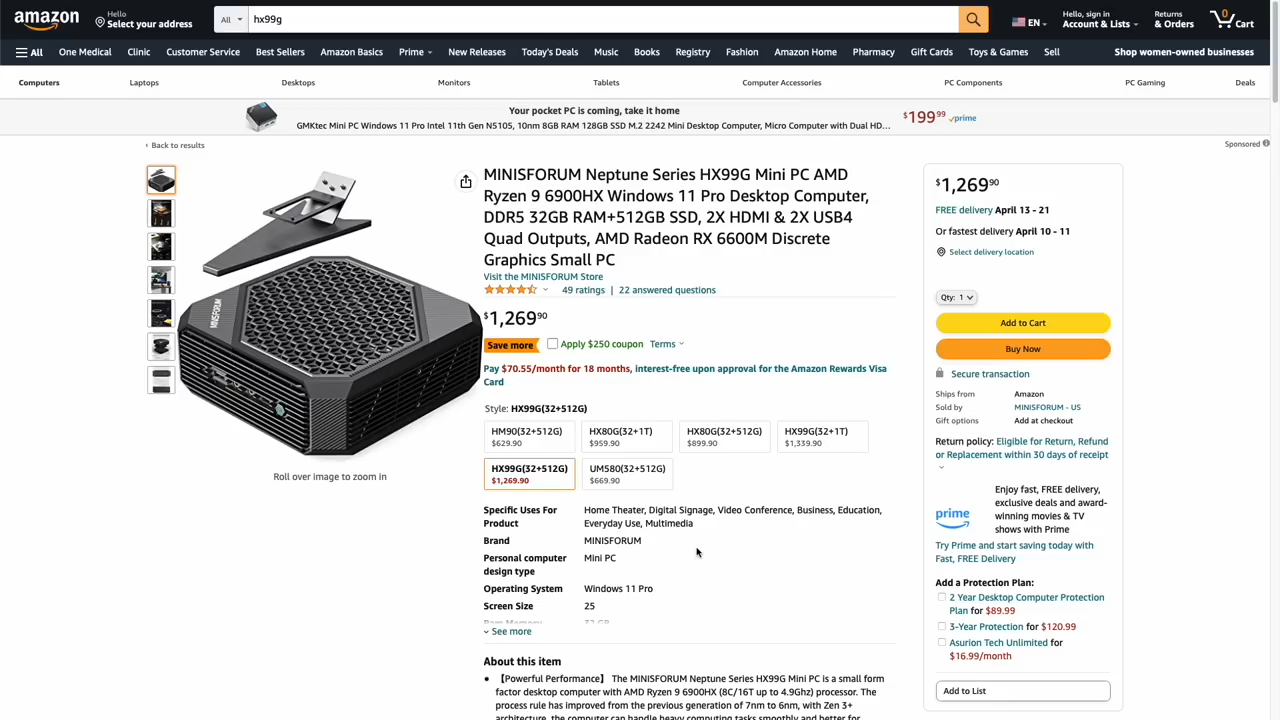 amazon
Hello
Select your address
All
hx99g
EN
Hello, sign in
Account & Lists
Returns
& Orders
0
Cart
All
One Medical
Clinic
Customer Service
Best Sellers
Amazon Basics
Prime
New Releases
Today's Deals
Music
Books
Registry
Fashion
Amazon Home
Pharmacy
Gift Cards
Toys & Games
Sell
Shop women-owned businesses
Computers
Laptops
Desktops
Monitors
Tablets
Computer Accessories
PC Components
PC Gaming
Deals
Your pocket PC is coming, take it home
GMKtec Mini PC Windows 11 Pro Intel 11th Gen N5105, 10nm 8GB RAM 128GB SSD M.2 2242 Mini Desktop Computer, Micro Computer with Dual HD...
$199.99 prime
‹ Back to results
Sponsored
MINISFORUM
Roll over image to zoom in
MINISFORUM Neptune Series HX99G Mini PC AMD
Ryzen 9 6900HX Windows 11 Pro Desktop Computer,
DDR5 32GB RAM+512GB SSD, 2X HDMI & 2X USB4
Quad Outputs, AMD Radeon RX 6600M Discrete
Graphics Small PC
Visit the MINISFORUM Store
49 ratings | 22 answered questions
$1,26990
Save more Apply $250 coupon Terms
Pay $70.55/month for 18 months, interest-free upon approval for the Amazon Rewards Visa
Card
Style: HX99G(32+512G)
HM90(32+512G)
$629.90
HX80G(32+1T)
$959.90
HX80G(32+512G)
$899.90
HX99G(32+1T)
$1,339.90
HX99G(32+512G)
$1,269.90
UM580(32+512G)
$669.90
Specific Uses For
Product
Home Theater, Digital Signage, Video Conference, Business, Education,
Everyday Use, Multimedia
Brand MINISFORUM
Personal computer
design type
Mini PC
Operating System Windows 11 Pro
Screen Size 25
Ram Memory 32 GB
See more
About this item
【Powerful Performance】 The MINISFORUM Neptune Series HX99G Mini PC is a small form
factor desktop computer with AMD Ryzen 9 6900HX (8C/16T up to 4.9Ghz) processor. The
process rule has improved from the previous generation of 7nm to 6nm, with Zen 3+
architecture, the computer can handle heavy computing tasks smoothly and better for
$1,26990
FREE delivery April 13 - 21
Or fastest delivery April 10 - 11
Select delivery location
Qty: 1
Add to Cart
Buy Now
Secure transaction
Ships from Amazon
Sold by MINISFORUM - US
Gift options Add at checkout
Return policy: Eligible for Return, Refund
or Replacement within 30 days of receipt
prime
Enjoy fast, FREE delivery,
exclusive deals and award-
winning movies & TV
shows with Prime
Try Prime and start saving today with
Fast, FREE Delivery
Add a Protection Plan:
2 Year Desktop Computer Protection
Plan for $89.99
3-Year Protection for $120.99
Asurion Tech Unlimited for
$16.99/month
Add to List